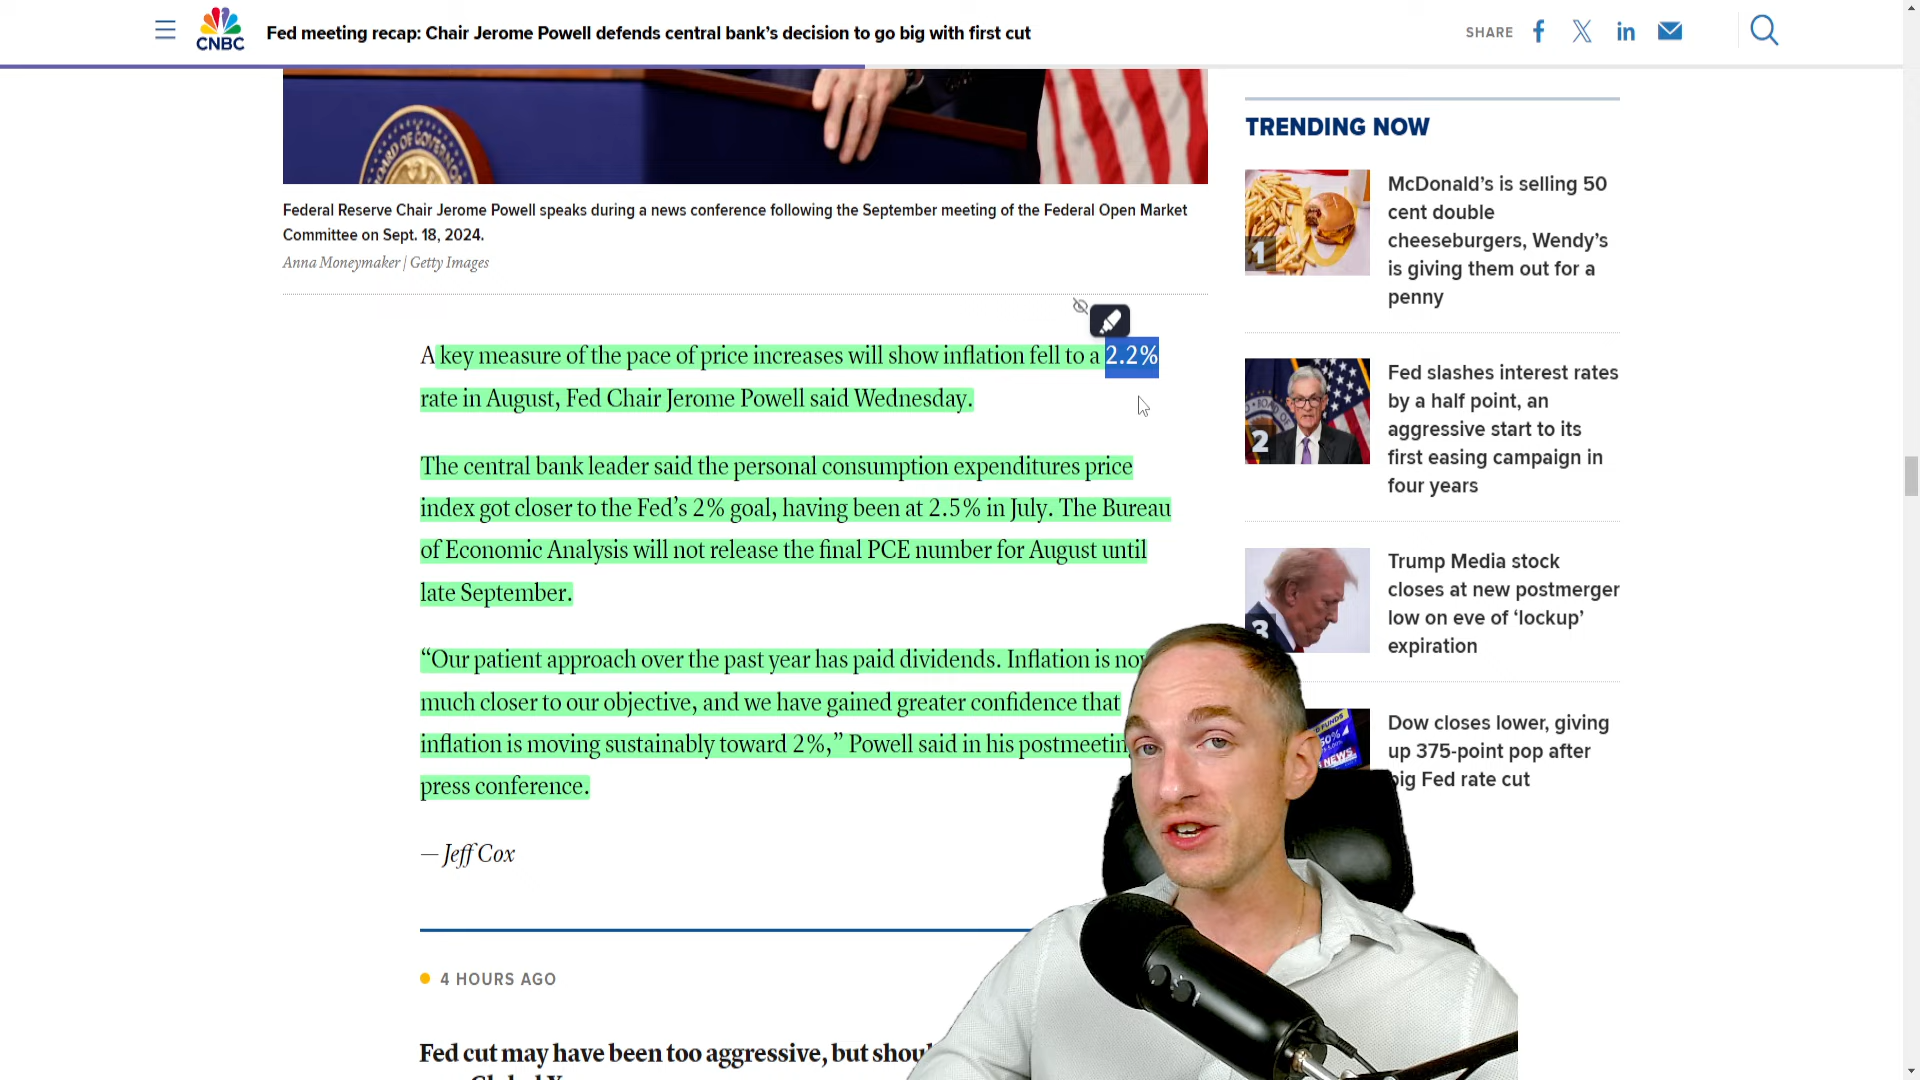 CNBC
Fed meeting recap: Chair Jerome Powell defends central bank’s decision to go big with first cut
SHARE
Federal Reserve Chair Jerome Powell speaks during a news conference following the September meeting of the Federal Open Market
Committee on Sept. 18, 2024.
Anna Moneymaker | Getty Images
A key measure of the pace of price increases will show inflation fell to a 2.2%
rate in August, Fed Chair Jerome Powell said Wednesday.
The central bank leader said the personal consumption expenditures price
index got closer to the Fed’s 2% goal, having been at 2.5% in July. The Bureau
of Economic Analysis will not release the final PCE number for August until
late September.
“Our patient approach over the past year has paid dividends. Inflation is
much closer to our objective, and we have gained greater confidence that
inflation is moving sustainably toward 2%,” Powell said in his
press conference.
— Jeff Cox
4 HOURS AGO
Fed cut may have been too aggressive, but
TRENDING NOW
1
McDonald’s is selling 50
cent double
cheeseburgers, Wendy’s
is giving them out for a
penny
2
Fed slashes interest rates
by a half point, an
aggressive start to its
first easing campaign in
four years
3
Trump Media stock
closes at new postmerger
low on eve of ‘lockup’
expiration
Dow closes lower, giving
up 375-point pop after
big Fed rate cut